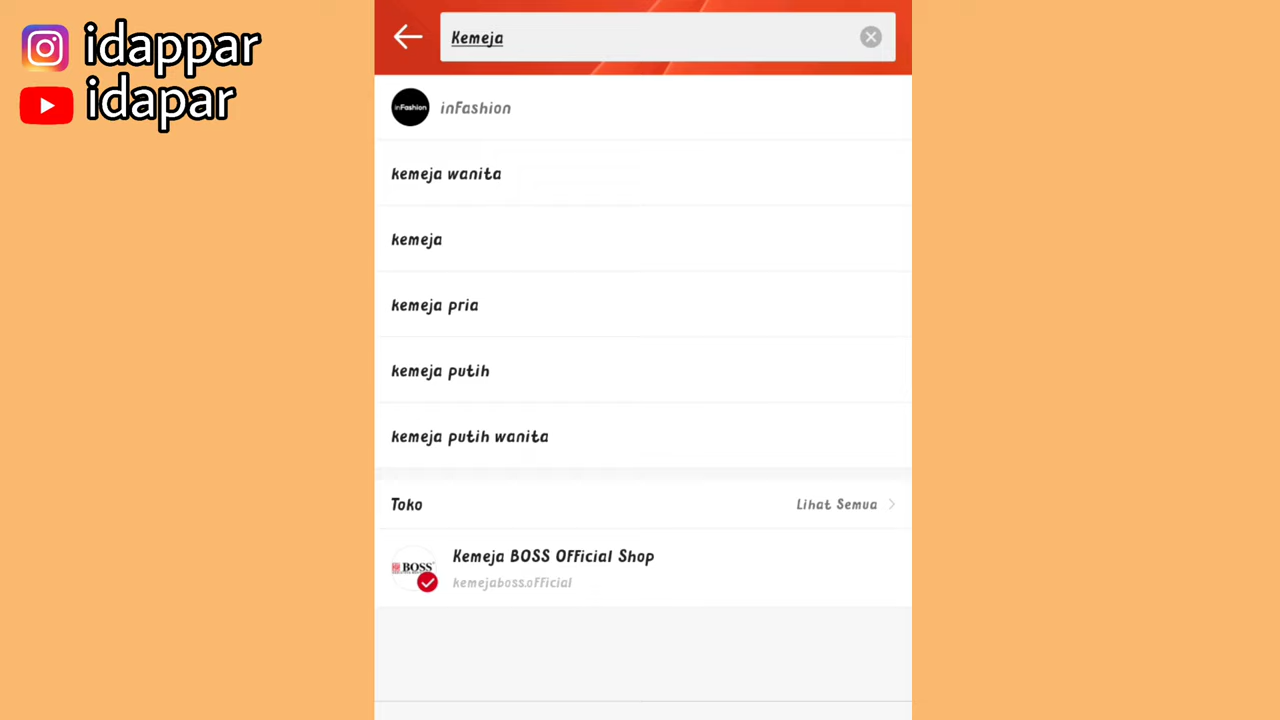 idappar
idapar
Kemeja
inFashion
inFashion
kemeja wanita
kemeja
kemeja pria
kemeja putih
kemeja putih wanita
Toko
Lihat Semua
BOSS
Kemeja BOSS Official Shop
kemejaboss.official